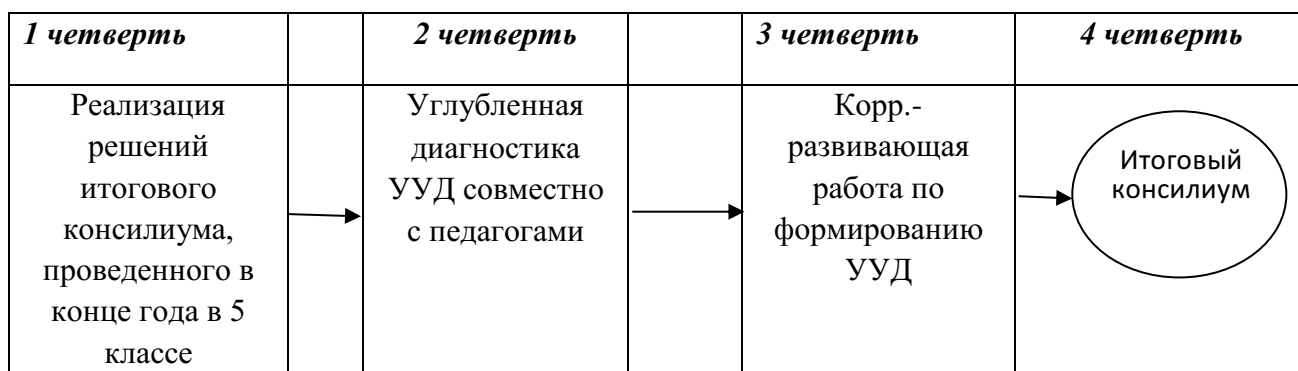 1 четверть
2 четверть
3 четверть
4 четверть
Реализация
решений
итогового
консилиума,
проведенного в
конце года в 5
классе
Углубленная
диагностика
УУД совместно
с педагогами
Корр.-
развивающая
работа по
формированию
УУД
Итоговый
консилиум